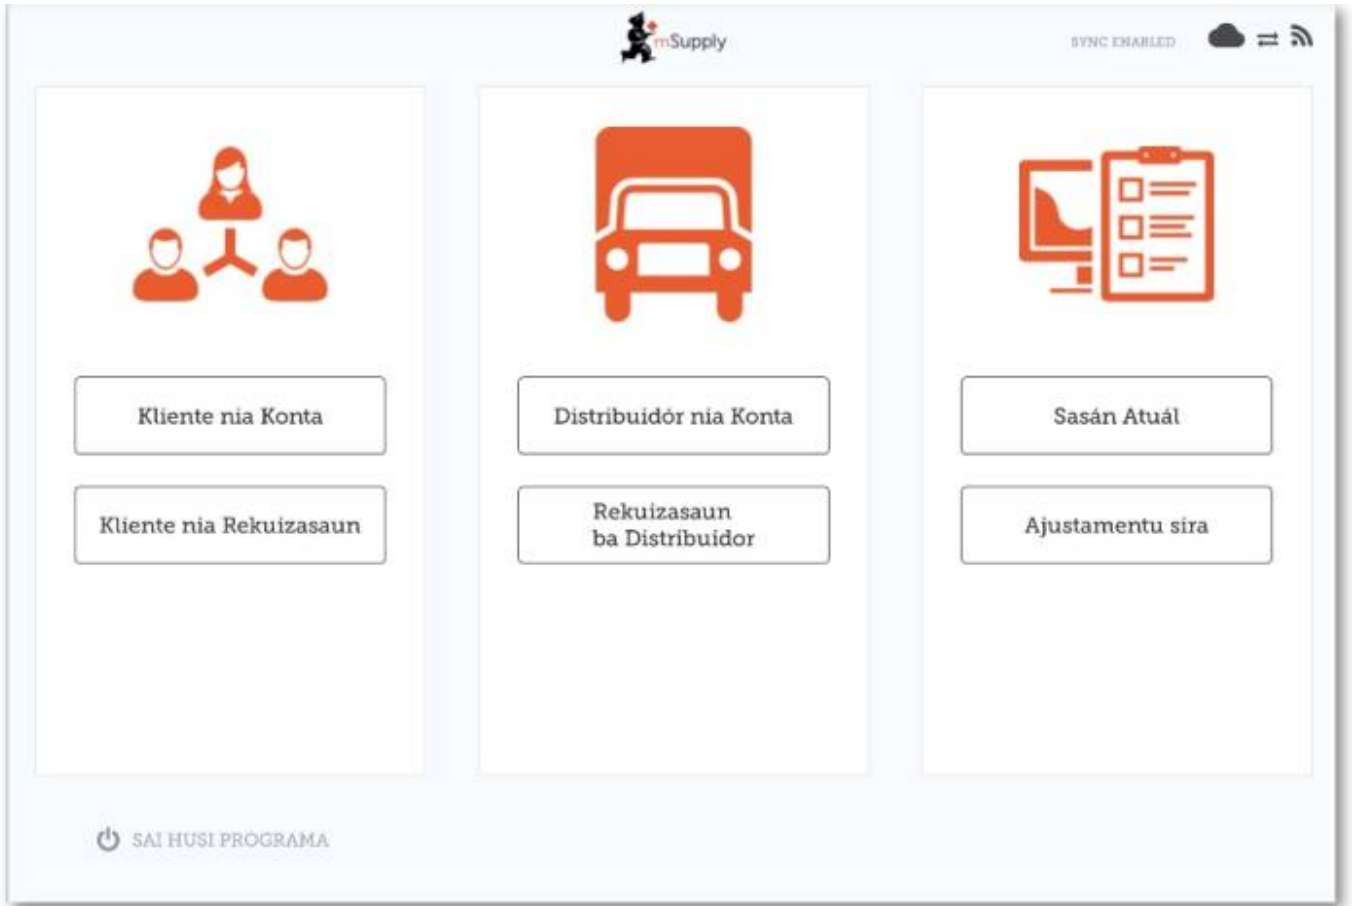 mSupply
SYNC ENABLED
Kliente nia Konta
Kliente nia Rekuizasaun
Distribuidór nia Konta
Rekuizasaun
ba Distribuidor
Sasán Atuál
Ajustamentu sira
SAI HUSI PROGRAMA